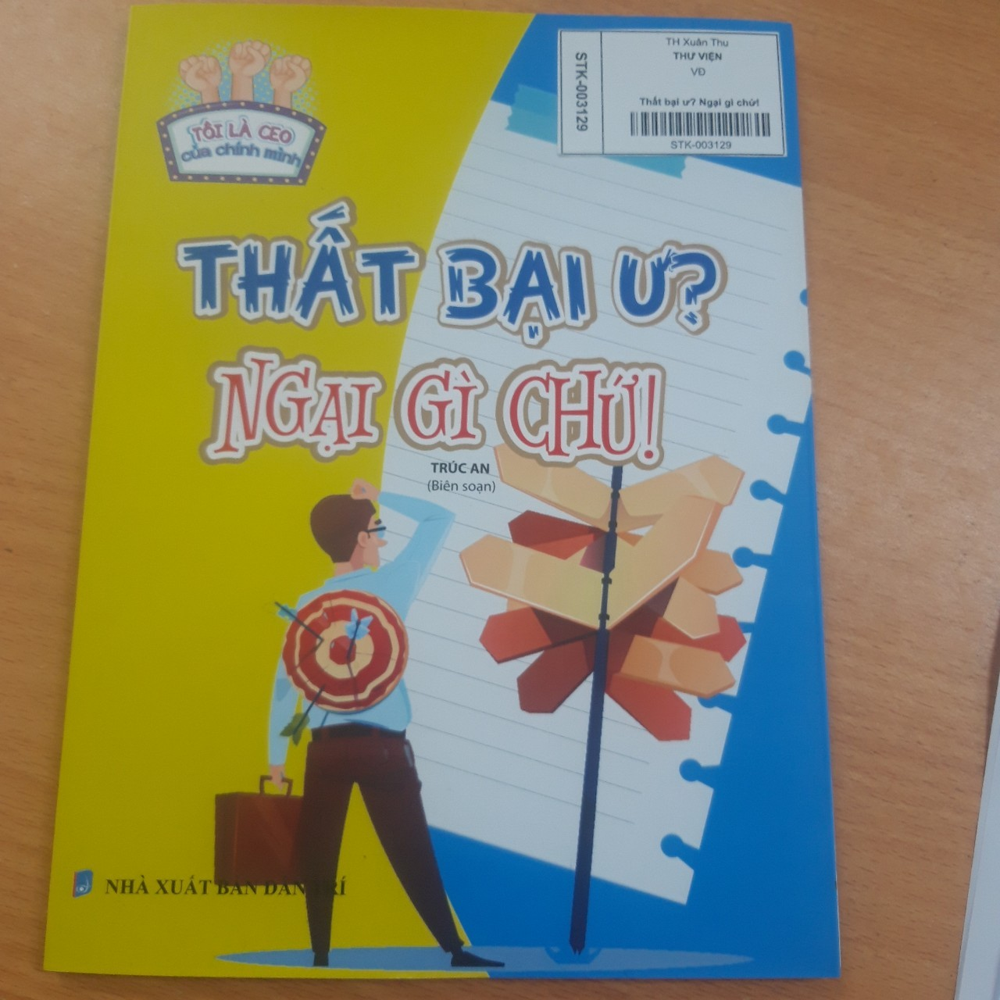 TÔI LÀ CEO
của chính mình
STK-003129
TH Xuân Thu
THƯ VIỆN
VĐ
Thất bại ư? Ngại gì chứ!
STK-003129
THẤT BẠI Ư?
NGẠI GÌ CHỨ!
TRÚC AN
(Biên soạn)
NHÀ XUẤT BẢN DÂN TRÍ